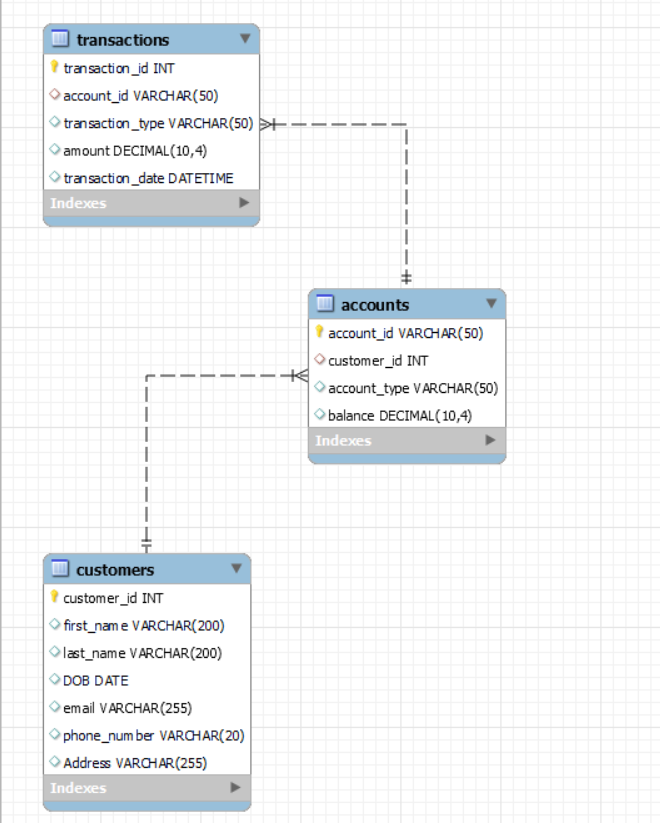 transactions
transaction_id INT
account_id VARCHAR(50)
transaction_type VARCHAR(50)
amount DECIMAL(10,4)
transaction_date DATETIME
Indexes
accounts
account_id VARCHAR(50)
customer_id INT
account_type VARCHAR(50)
balance DECIMAL(10,4)
Indexes
customers
customer_id INT
first_name VARCHAR(200)
last_name VARCHAR(200)
DOB DATE
email VARCHAR(255)
phone_number VARCHAR(20)
Address VARCHAR(255)
Indexes